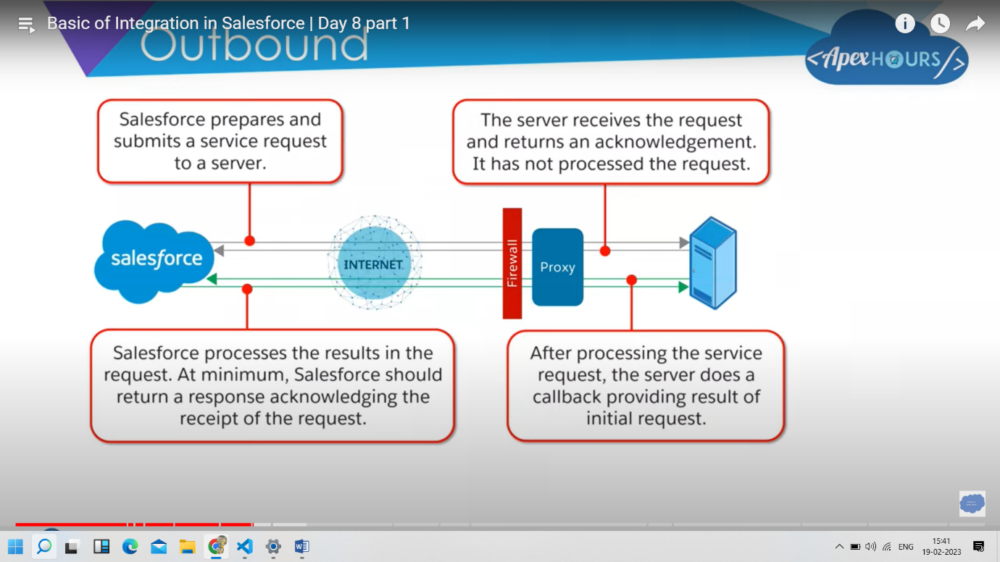 Basic of Integration in Salesforce | Day 8 part 1
Outbound
<ApexHOURS/>
Salesforce prepares and
submits a service request
to a server.
The server receives the request
and returns an acknowledgement.
It has not processed the request.
salesforce
INTERNET
Firewall
Proxy
Salesforce processes the results in the
request. At minimum, Salesforce should
return a response acknowledging the
receipt of the request.
After processing the service
request, the server does a
callback providing result of
initial request.
ENG
15:41
19-02-2023